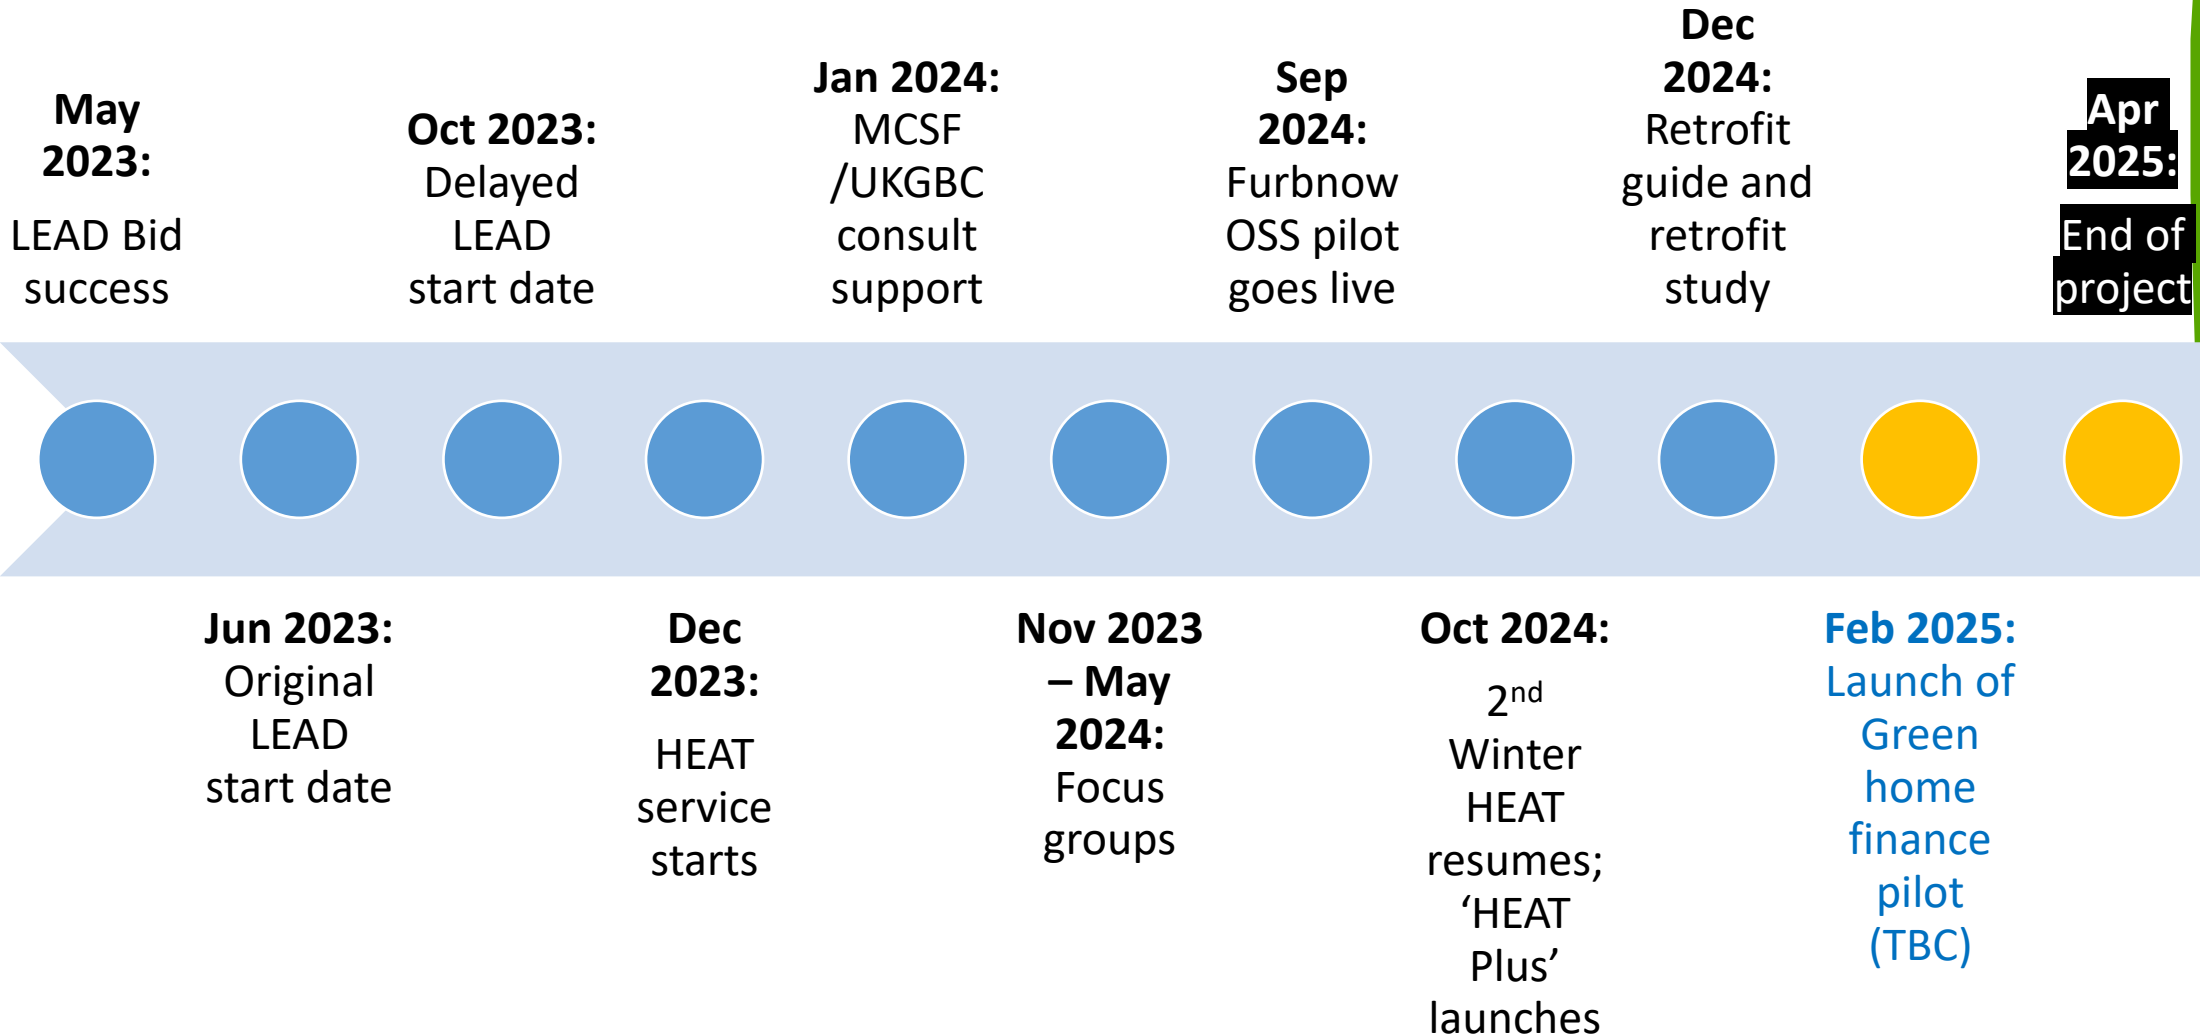 May
2023:
LEAD Bid
success
Jun 2023:
Original
LEAD
start date
Oct 2023:
Delayed
LEAD
start date
Dec
2023:
HEAT
service
starts
Jan 2024:
MCSF
/UKGBC
consult
support
Nov 2023
– May
2024:
Focus
groups
Sep
2024:
Furbnow
OSS pilot
goes live
Oct 2024:
2nd
Winter
HEAT
resumes;
‘HEAT
Plus’
launches
Dec
2024:
Retrofit
guide and
retrofit
study
Feb 2025:
Launch of
Green
home
finance
pilot
(TBC)
Apr
2025:
End of
project